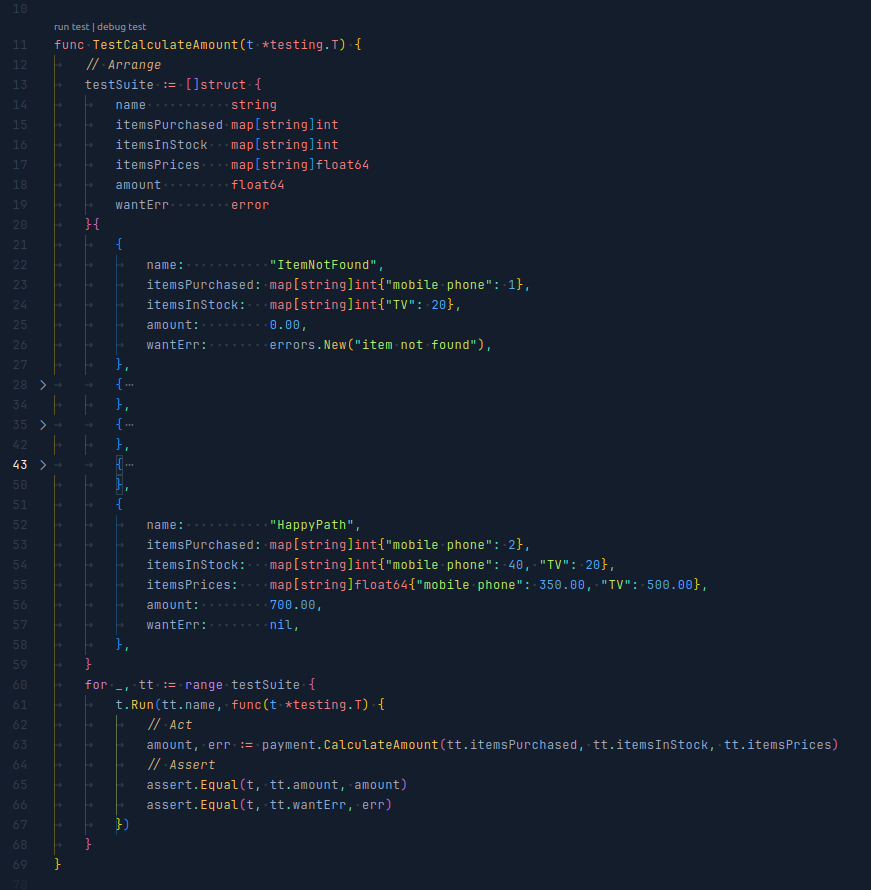 10
run test | debug test
11 func TestCalculateAmount(t *testing.T) {
12 // Arrange
13 testSuite := []struct {
14 name string
15 itemsPurchased map[string]int
16 itemsInStock map[string]int
17 itemsPrices map[string]float64
18 amount float64
19 wantErr error
20 }{
21 {
22 name: "ItemNotFound",
23 itemsPurchased: map[string]int{"mobile phone": 1},
24 itemsInStock: map[string]int{"TV": 20},
25 amount: 0.00,
26 wantErr: errors.New("item not found"),
27 },
28 {…
34 },
35 {…
42 },
43 {…
50 },
51 {
52 name: "HappyPath",
53 itemsPurchased: map[string]int{"mobile phone": 2},
54 itemsInStock: map[string]int{"mobile phone": 40, "TV": 20},
55 itemsPrices: map[string]float64{"mobile phone": 350.00, "TV": 500.00},
56 amount: 700.00,
57 wantErr: nil,
58 },
59 }
60 for _, tt := range testSuite {
61 t.Run(tt.name, func(t *testing.T) {
62 // Act
63 amount, err := payment.CalculateAmount(tt.itemsPurchased, tt.itemsInStock, tt.itemsPrices)
64 // Assert
65 assert.Equal(t, tt.amount, amount)
66 assert.Equal(t, tt.wantErr, err)
67 })
68 }
69 }
70